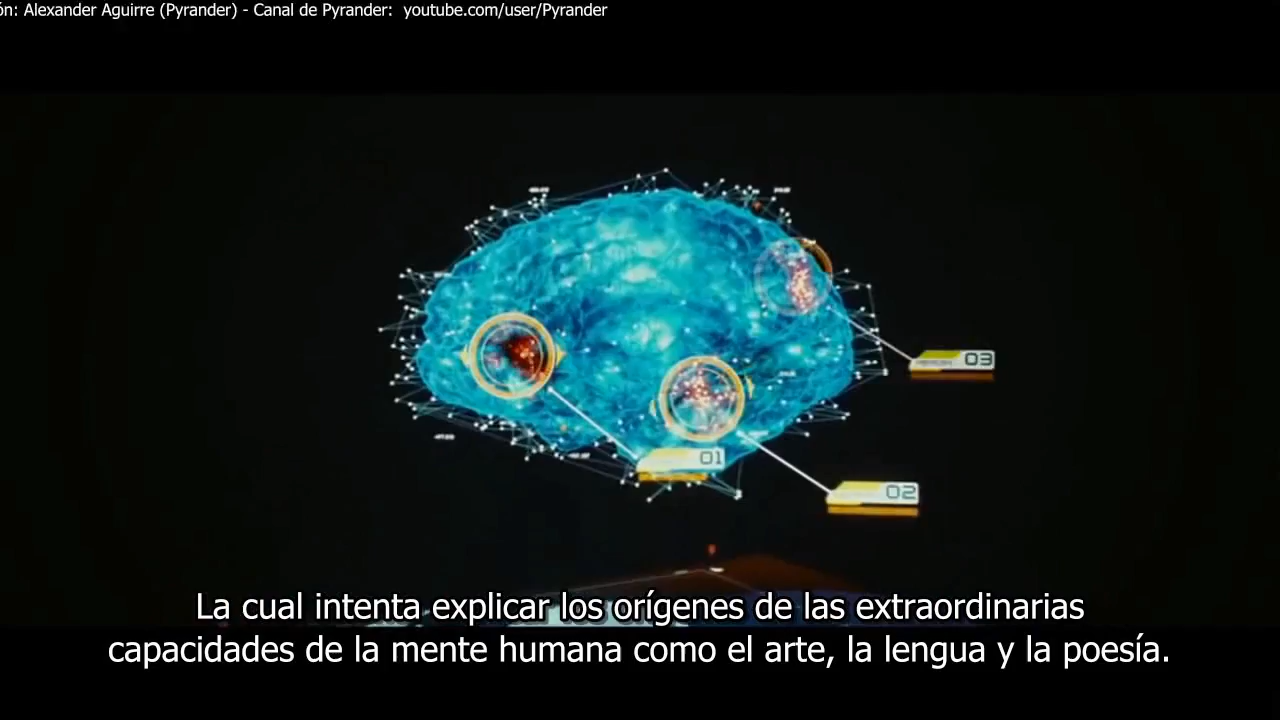 ón: Alexander Aguirre (Pyrander) - Canal de Pyrander: youtube.com/user/Pyrander
03
01
02
La cual intenta explicar los orígenes de las extraordinarias
capacidades de la mente humana como el arte, la lengua y la poesía.